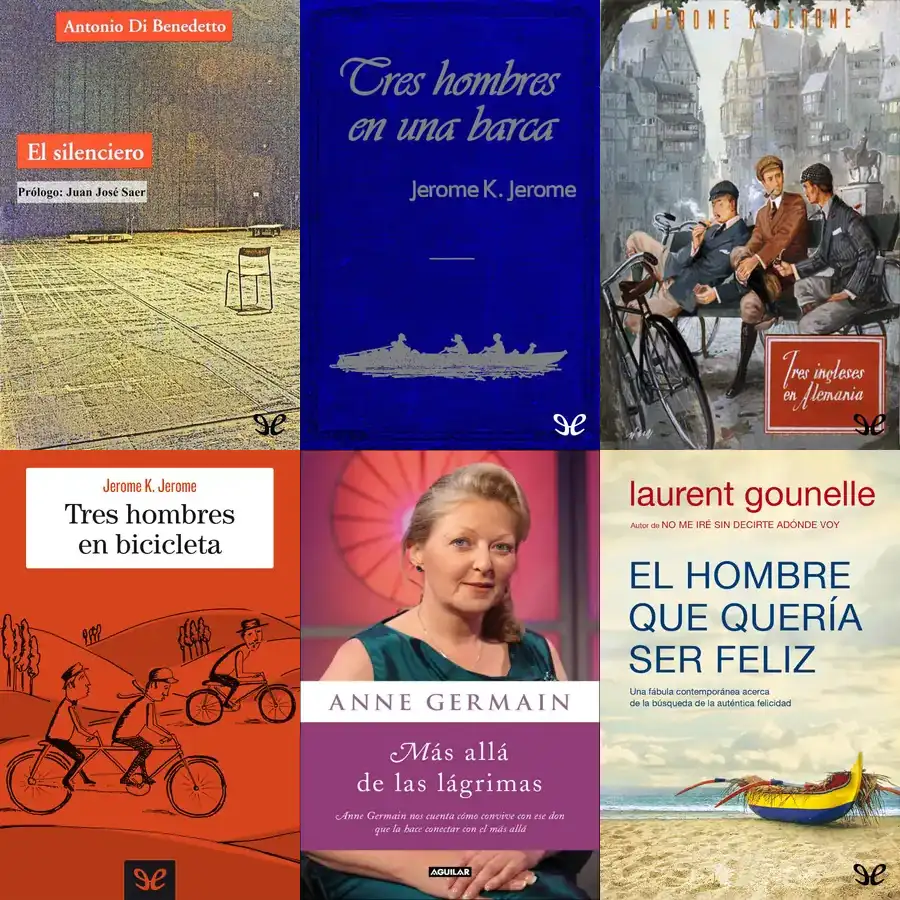 Antonio Di Benedetto
El silenciero
Prólogo: Juan José Saer
Tres hombres
en una barca
Jerome K. Jerome
JEROME K. JEROME
Tres ingleses
en Alemania
Jerome K. Jerome
Tres hombres
en bicicleta
ANNE GERMAIN
Más allá
de las lágrimas
Anne Germain nos cuenta cómo convive con ese don
que la hace conectar con el más allá
AGUILAR
laurent gounelle
Autor de NO ME IRÉ SIN DECIRTE ADÓNDE VOY
EL HOMBRE
QUE QUERÍA
SER FELIZ
Una fábula contemporánea acerca
de la búsqueda de la auténtica felicidad